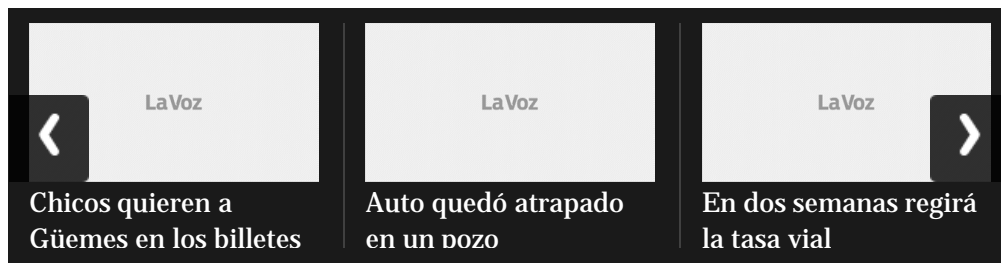 LaVoz
LaVoz
LaVoz
Chicos quieren a
Güemes en los billetes
Auto quedó atrapado
en un pozo
En dos semanas regirá
la tasa vial